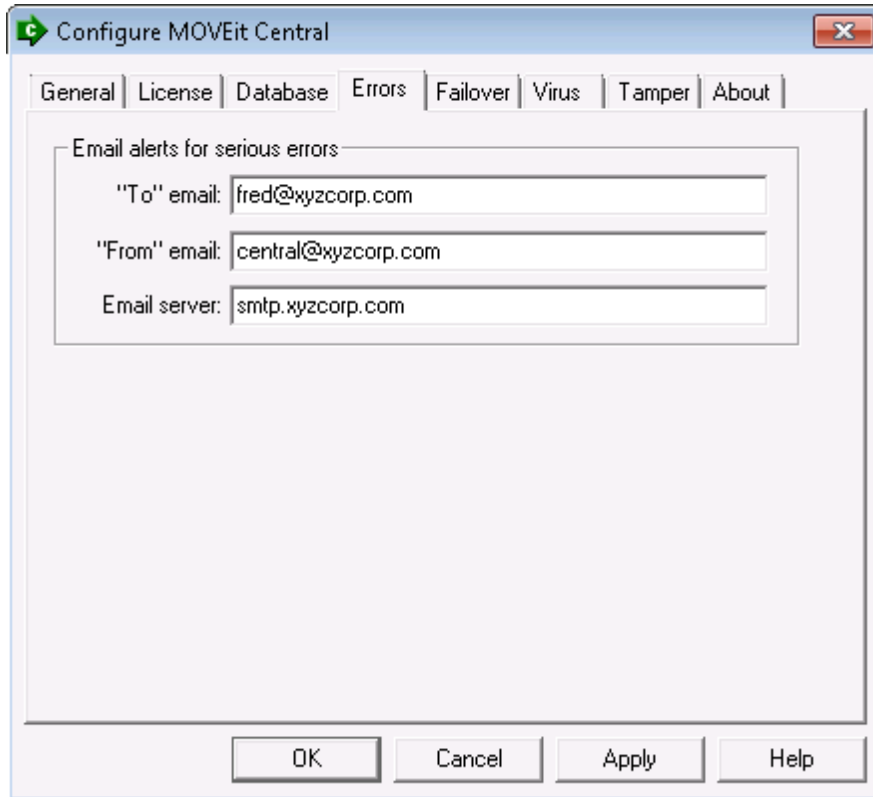 Configure MOVEit Central
General License Database Errors Failover Virus Tamper About
Email alerts for serious errors
"To" email: fred@xyzcorp.com
"From" email: central@xyzcorp.com
Email server: smtp.xyzcorp.com
OK Cancel Apply Help